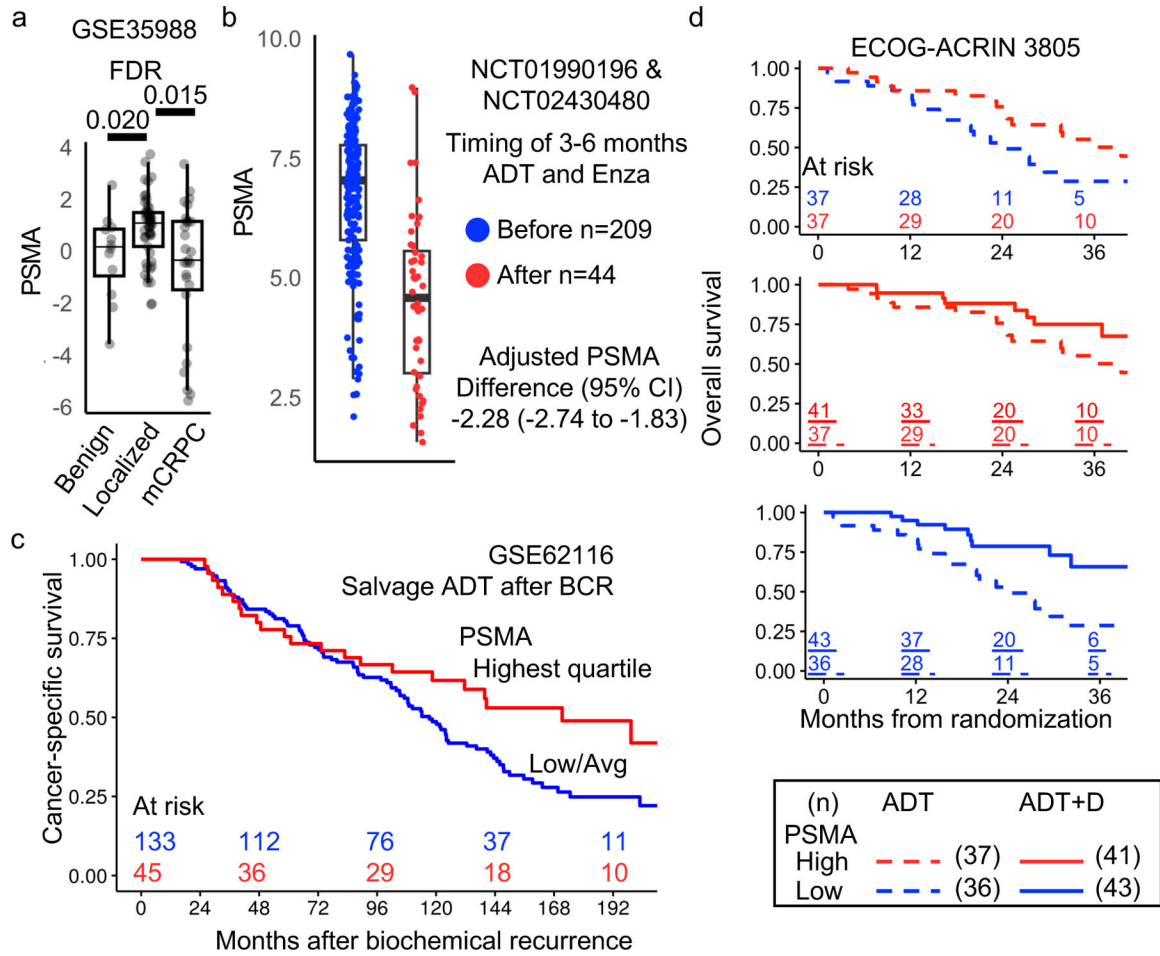 a
GSE35988
FDR
0.020
0.015
PSMA
4
2
0
-2
-4
-6
Benign
Localized
mCRPC
b
10.0
7.5
5.0
2.5
PSMA
NCT01990196 &
NCT02430480
Timing of 3-6 months
ADT and Enza
Before n=209
After n=44
Adjusted PSMA
Difference (95% CI)
-2.28 (-2.74 to -1.83)
c
GSE62116
Salvage ADT after BCR
PSMA
Highest quartile
Low/Avg
Cancer-specific survival
1.00
0.75
0.50
0.25
0.00
At risk
133 112 76 37 11
45 36 29 18 10
0 24 48 72 96 120 144 168 192
Months after biochemical recurrence
d
ECOG-ACRIN 3805
Overall survival
1.00
0.75
0.50
0.25
0.00
At risk
37 28 11 5
37 29 20 10
0 12 24 36
1.00
0.75
0.50
0.25
0.00
41 33 20 10
37 29 20 10
0 12 24 36
1.00
0.75
0.50
0.25
0.00
43 37 20 6
36 28 11 5
0 12 24 36
Months from randomization
(n) ADT ADT+D
PSMA
High (37) (41)
Low (36) (43)